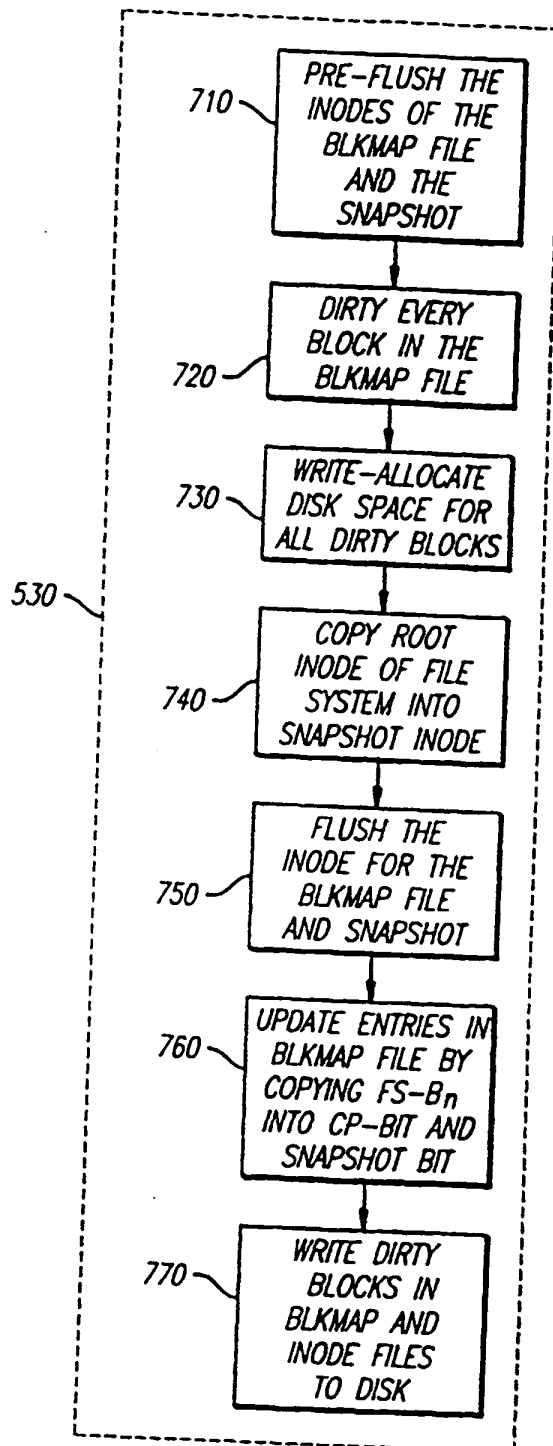 710
PRE-FLUSH THE
INODES OF THE
BLKMAP FILE
AND THE
SNAPSHOT
720
DIRTY EVERY
BLOCK IN THE
BLKMAP FILE
730
WRITE-ALLOCATE
DISK SPACE FOR
ALL DIRTY BLOCKS
530
740
COPY ROOT
INODE OF FILE
SYSTEM INTO
SNAPSHOT INODE
750
FLUSH THE
INODE FOR THE
BLKMAP FILE
AND SNAPSHOT
760
UPDATE ENTRIES IN
BLKMAP FILE BY
COPYING FS-Bn
INTO CP-BIT AND
SNAPSHOT BIT
770
WRITE DIRTY
BLOCKS IN
BLKMAP AND
INODE FILES
TO DISK